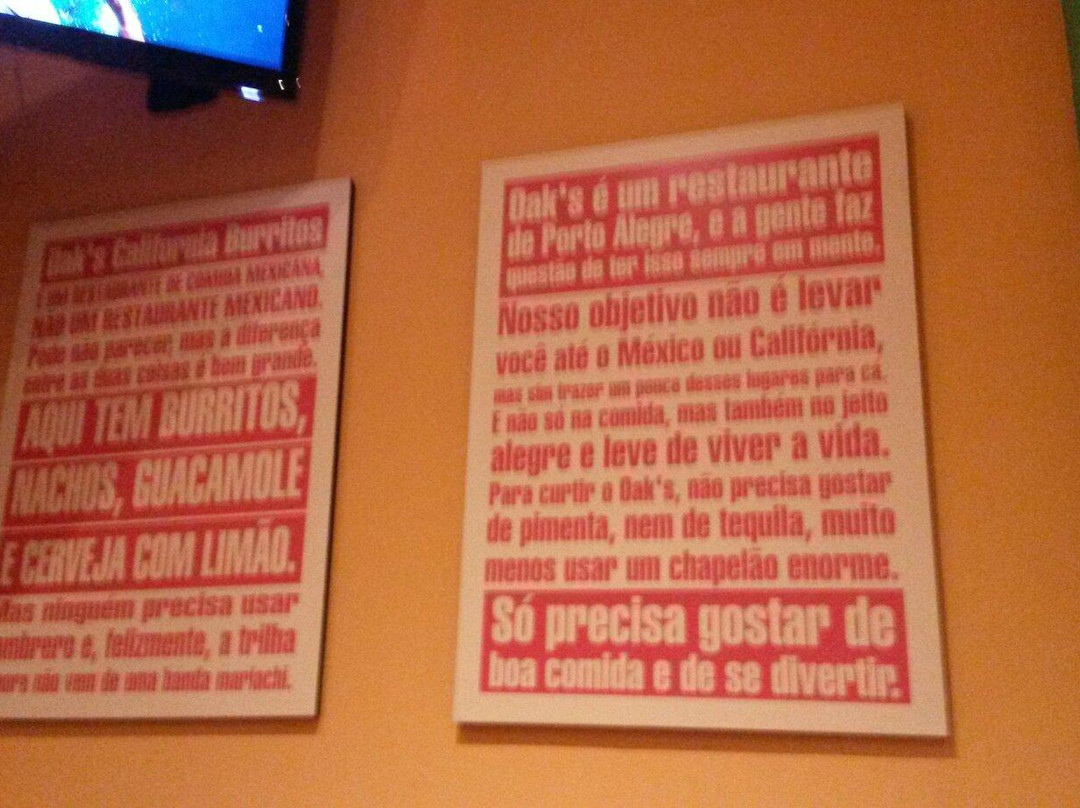 Oak's California Burritos
É UM RESTAURANTE DE COMIDA MEXICANA,
NÃO UM RESTAURANTE MEXICANO.
Pode não parecer, mas a diferença
entre as duas coisas é bem grande.
AQUI TEM BURRITOS,
NACHOS, GUACAMOLE
E CERVEJA COM LIMÃO.
Mas ninguém precisa usar
sombrero e, felizmente, a trilha
não vem de uma banda mariachi.
Oak's é um restaurante
de Porto Alegre, e a gente faz
questão de ter isso sempre em mente.
Nosso objetivo não é levar
você até o México ou Califórnia,
mas sim trazer um pouco desses lugares para cá.
E não só na comida, mas também no jeito
alegre e leve de viver a vida.
Para curtir o Oak's, não precisa gostar
de pimenta, nem de tequila, muito
menos usar um chapelão enorme.
Só precisa gostar de
boa comida e de se divertir.